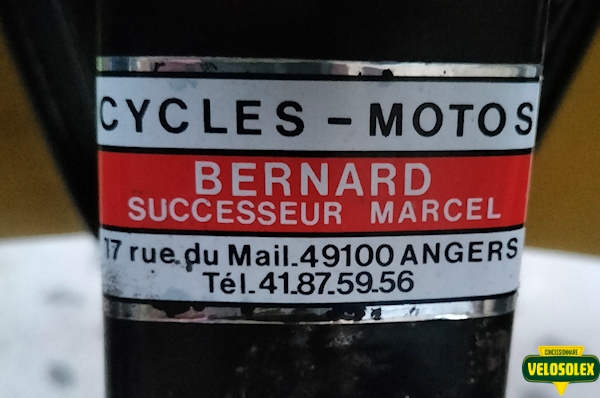 CYCLES - MOTOS
BERNARD
SUCCESSEUR MARCEL
17 rue du Mail.49100 ANGERS
Tél.41.87.59.56
CONCESSIONNAIRE
VELOSOLEX